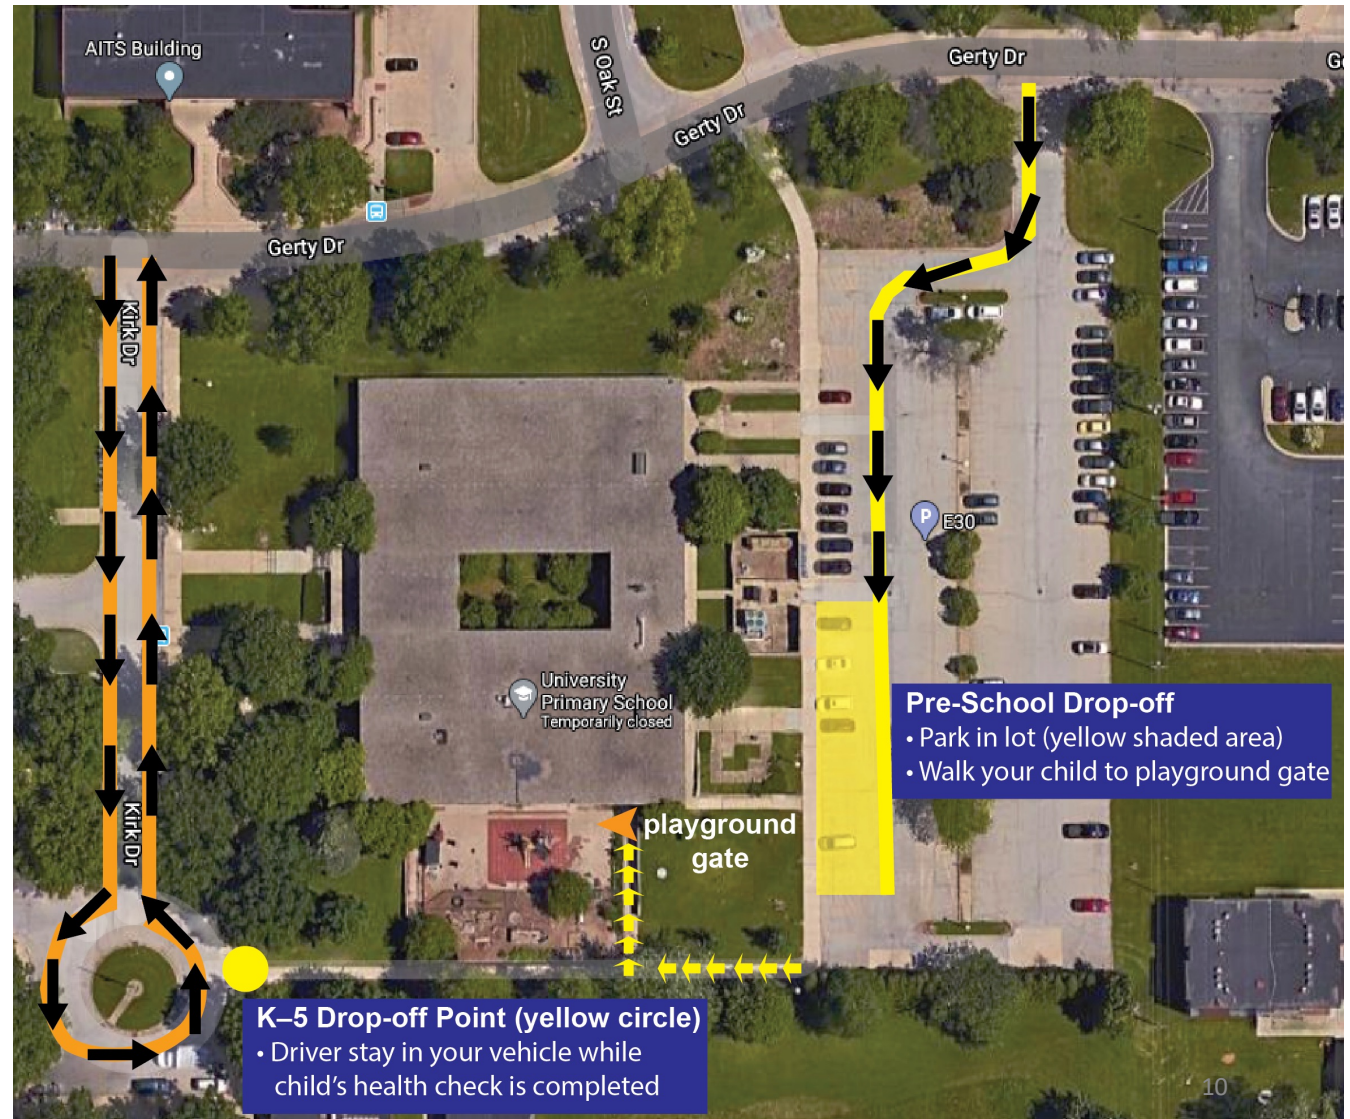 AITS Building
S Oak St
Gerty Dr
Gerty Dr
Gerty Dr
Kirk Dr
P
E30
University
Primary School
Temporarily closed
Pre-School Drop-off
• Park in lot (yellow shaded area)
• Walk your child to playground gate
playground
gate
Kirk Dr
K–5 Drop-off Point (yellow circle)
• Driver stay in your vehicle while
child's health check is completed
10